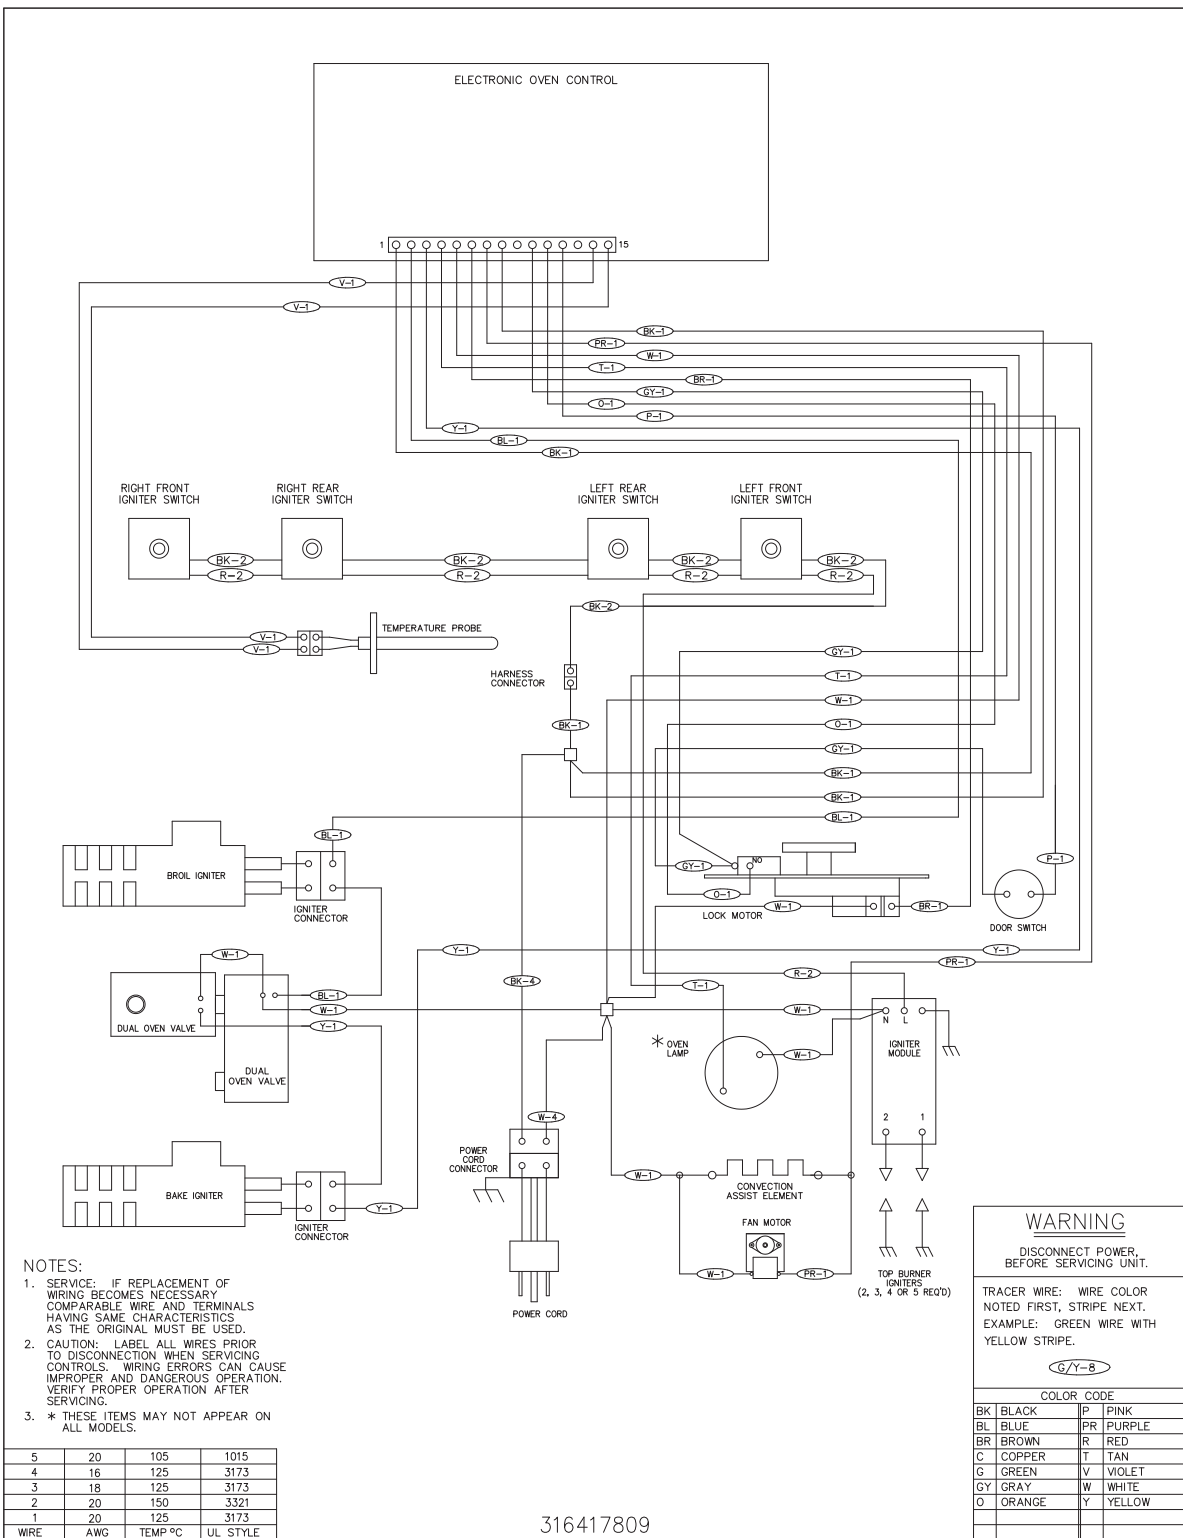 ELECTRONIC OVEN CONTROL
1
15
V-1
V-1
BK-1
PR-1
W-1
T-1
BR-1
GY-1
O-1
P-1
Y-1
BL-1
BK-1
RIGHT FRONT
IGNITER SWITCH
RIGHT REAR
IGNITER SWITCH
LEFT REAR
IGNITER SWITCH
LEFT FRONT
IGNITER SWITCH
BK-2
BK-2
BK-2
BK-2
R-2
R-2
R-2
R-2
BK-2
V-1
V-1
TEMPERATURE PROBE
HARNESS
CONNECTOR
BK-1
GY-1
T-1
W-1
O-1
GY-1
BK-1
BK-1
BL-1
BL-1
BROIL IGNITER
IGNITER
CONNECTOR
GY-1
NO
O-1
LOCK MOTOR
W-1
BR-1
P-1
DOOR SWITCH
W-1
Y-1
Y-1
PR-1
BK-4
R-2
T-1
BL-1
W-1
Y-1
DUAL OVEN VALVE
DUAL
OVEN VALVE
W-1
N
L
IGNITER
MODULE
* OVEN
LAMP
W-1
2
1
W-4
POWER
CORD
CONNECTOR
BAKE IGNITER
Y-1
IGNITER
CONNECTOR
W-1
CONVECTION
ASSIST ELEMENT
FAN MOTOR
W-1
PR-1
TOP BURNER
IGNITERS
(2, 3, 4 OR 5 REQ'D)
POWER CORD
NOTES:
1. SERVICE: IF REPLACEMENT OF
WIRING BECOMES NECESSARY
COMPARABLE WIRE AND TERMINALS
HAVING SAME CHARACTERISTICS
AS THE ORIGINAL MUST BE USED.
2. CAUTION: LABEL ALL WIRES PRIOR
TO DISCONNECTION WHEN SERVICING
CONTROLS. WIRING ERRORS CAN CAUSE
IMPROPER AND DANGEROUS OPERATION.
VERIFY PROPER OPERATION AFTER
SERVICING.
3. * THESE ITEMS MAY NOT APPEAR ON
ALL MODELS.
5 20 105 1015
4 16 125 3173
3 18 125 3173
2 20 150 3321
1 20 125 3173
WIRE AWG TEMP ºC UL STYLE
316417809
WARNING
DISCONNECT POWER,
BEFORE SERVICING UNIT.
TRACER WIRE: WIRE COLOR
NOTED FIRST, STRIPE NEXT.
EXAMPLE: GREEN WIRE WITH
YELLOW STRIPE.
G/Y-8
COLOR CODE
BK BLACK P PINK
BL BLUE PR PURPLE
BR BROWN R RED
C COPPER T TAN
G GREEN V VIOLET
GY GRAY W WHITE
O ORANGE Y YELLOW